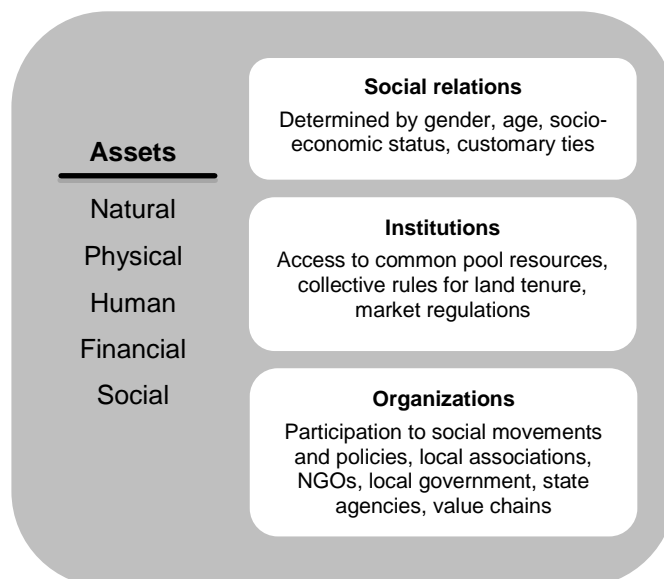 Assets
Natural
Physical
Human
Financial
Social
Social relations
Determined by gender, age, socio-
economic status, customary ties
Institutions
Access to common pool resources,
collective rules for land tenure,
market regulations
Organizations
Participation to social movements
and policies, local associations,
NGOs, local government, state
agencies, value chains